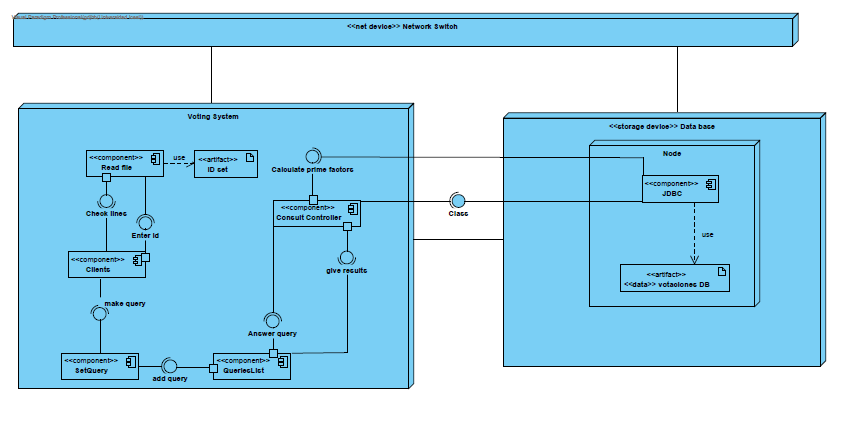 <<net device>> Network Switch
Voting System
<<storage device>> Data base
Node
<<component>>
Read file
use
<<artifact>>
ID set
Calculate prime factors
<<component>>
JDBC
Check lines
Enter id
<<component>>
Consult Controller
Class
use
<<component>>
Clients
give results
<<artifact>>
<<data>> votaciones DB
make query
Answer query
<<component>>
SetQuery
add query
<<component>>
QueriesList